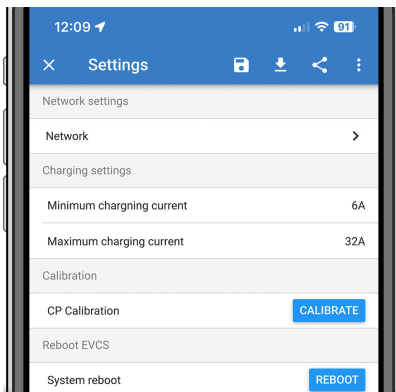 12:09
91
Settings
Network settings
Network
Charging settings
Minimum chargning current 6A
Maximum charging current 32A
Calibration
CP Calibration CALIBRATE
Reboot EVCS
System reboot REBOOT